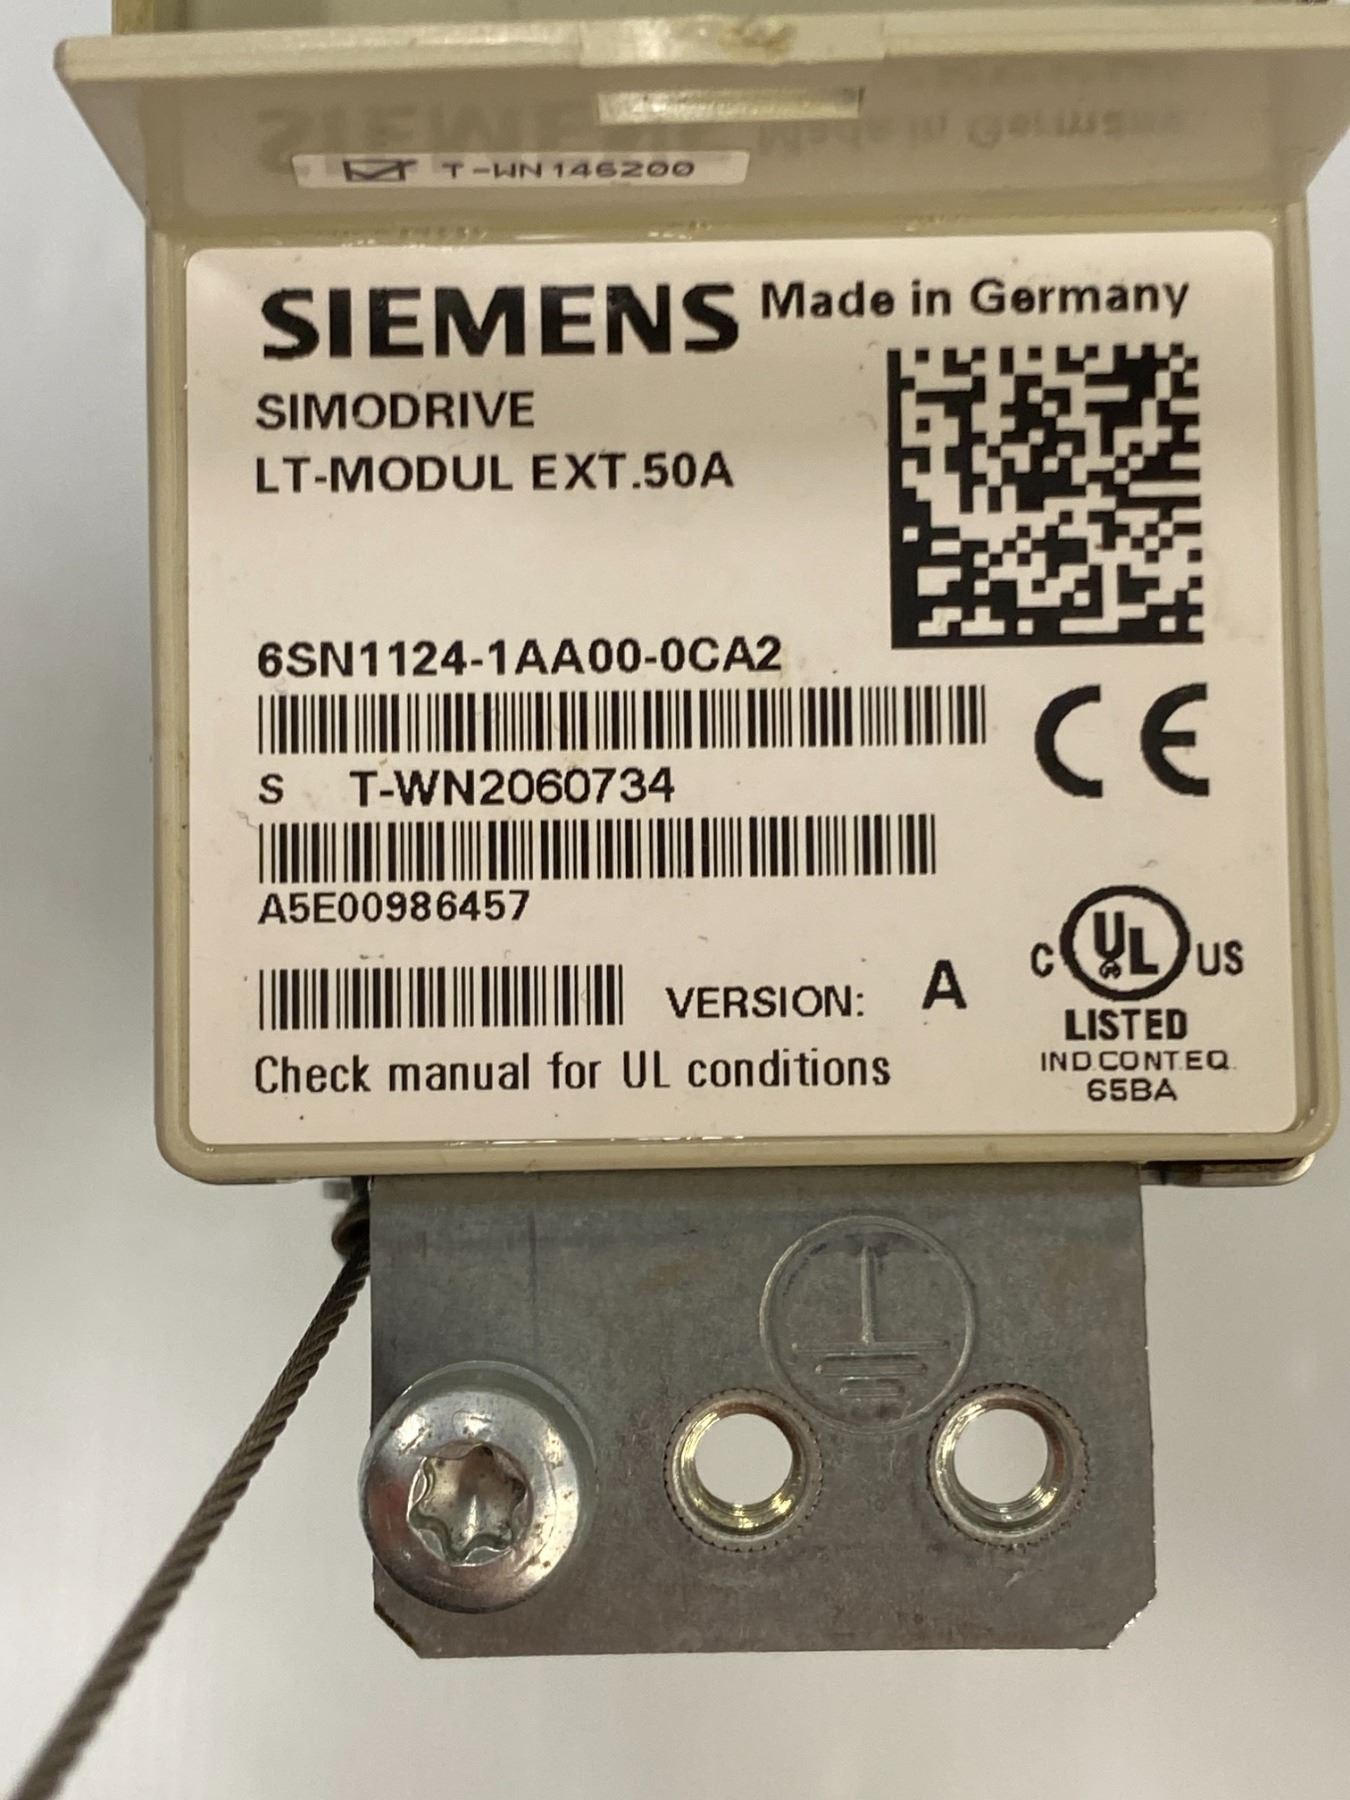 T-WN146200
SIEMENS Made in Germany
SIMODRIVE
LT-MODUL EXT.50A
6SN1124-1AA00-0CA2
S T-WN2060734
A5E00986457
VERSION: A
Check manual for UL conditions
CE
C UL US
LISTED
IND.CONT.EQ.
65BA